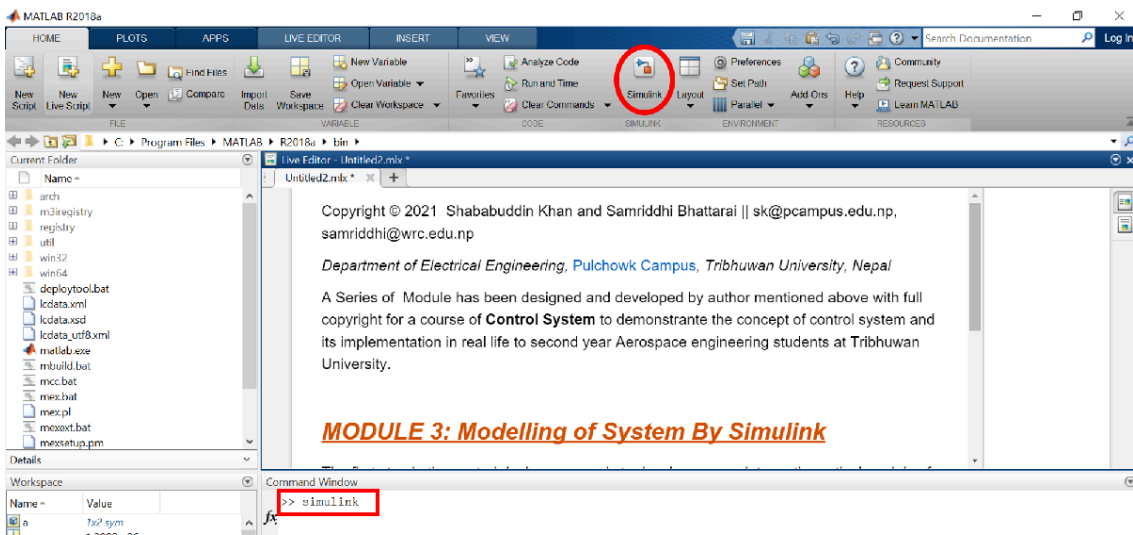 MATLAB R2018a
HOME PLOTS APPS LIVE EDITOR INSERT VIEW Search Documentation Log In
New Script New Live Script New Open Find Files Compare Import Data Save Workspace New Variable Open Variable Clear Workspace Favorites Analyze Code Run and Time Clear Commands Simulink Layout Preferences Set Path Parallel Add-Ons Help Community Request Support Learn MATLAB
FILE VARIABLE CODE SIMULINK ENVIRONMENT RESOURCES
C: Program Files MATLAB R2018a bin
Current Folder
Name
arch
m3iregistry
registry
util
win32
win64
deploytool.bat
lcdata.xml
lcdata.xsd
lcdata_utf8.xml
matlab.exe
mbuild.bat
mcc.bat
mex.bat
mex.pl
mexext.bat
mexsetup.pm
Details
Workspace
Name Value
a 1x2 sym
Live Editor - Untitled2.mlx *
Untitled2.mlx * +
Copyright © 2021 Shababuddin Khan and Samriddhi Bhattarai || sk@pcampus.edu.np,
samriddhi@wrc.edu.np
Department of Electrical Engineering, Pulchowk Campus, Tribhuwan University, Nepal
A Series of Module has been designed and developed by author mentioned above with full
copyright for a course of Control System to demonstrante the concept of control system and
its implementation in real life to second year Aerospace engineering students at Tribhuwan
University.
MODULE 3: Modelling of System By Simulink
Command Window
>> simulink
fx